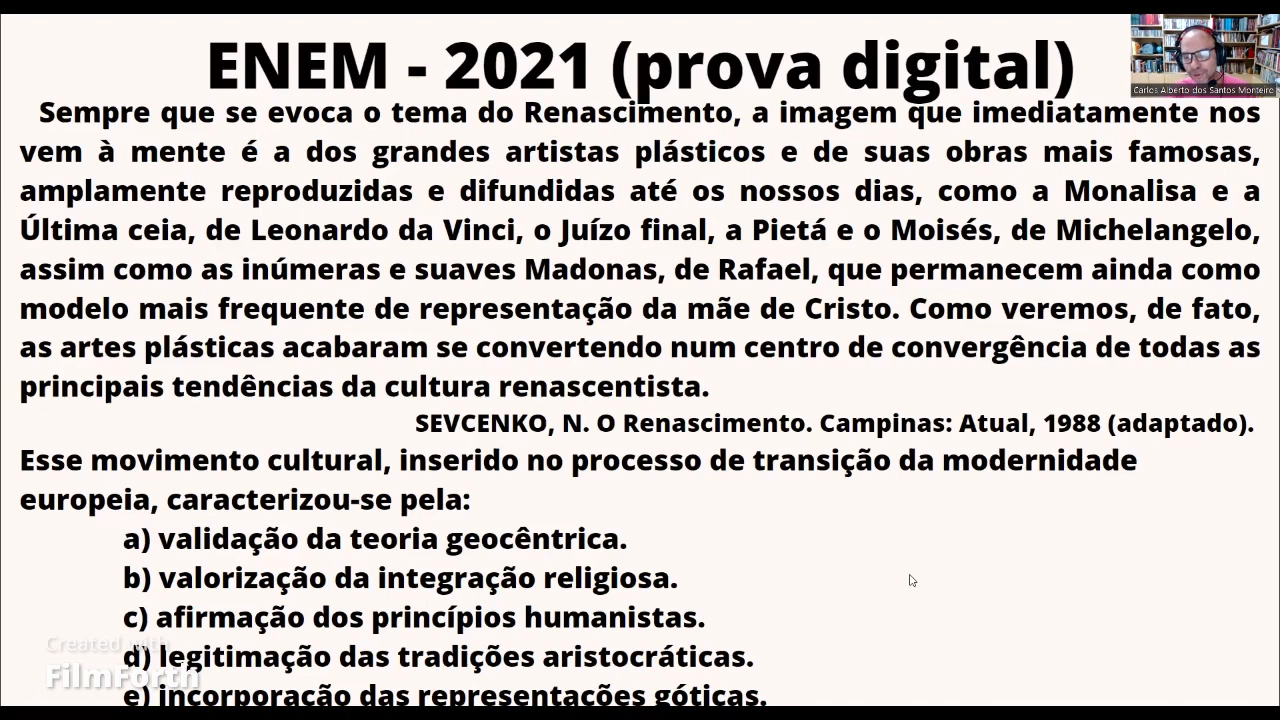 ENEM - 2021 (prova digital)
Carlos Alberto dos Santos Monteiro
Sempre que se evoca o tema do Renascimento, a imagem que imediatamente nos
vem à mente é a dos grandes artistas plásticos e de suas obras mais famosas,
amplamente reproduzidas e difundidas até os nossos dias, como a Monalisa e a
Última ceia, de Leonardo da Vinci, o Juízo final, a Pietá e o Moisés, de Michelangelo,
assim como as inúmeras e suaves Madonas, de Rafael, que permanecem ainda como
modelo mais frequente de representação da mãe de Cristo. Como veremos, de fato,
as artes plásticas acabaram se convertendo num centro de convergência de todas as
principais tendências da cultura renascentista.
SEVCENKO, N. O Renascimento. Campinas: Atual, 1988 (adaptado).
Esse movimento cultural, inserido no processo de transição da modernidade
europeia, caracterizou-se pela:
a) validação da teoria geocêntrica.
b) valorização da integração religiosa.
c) afirmação dos princípios humanistas.
d) legitimação das tradições aristocráticas.
e) incorporação das representações góticas.
Created with
FilmForth